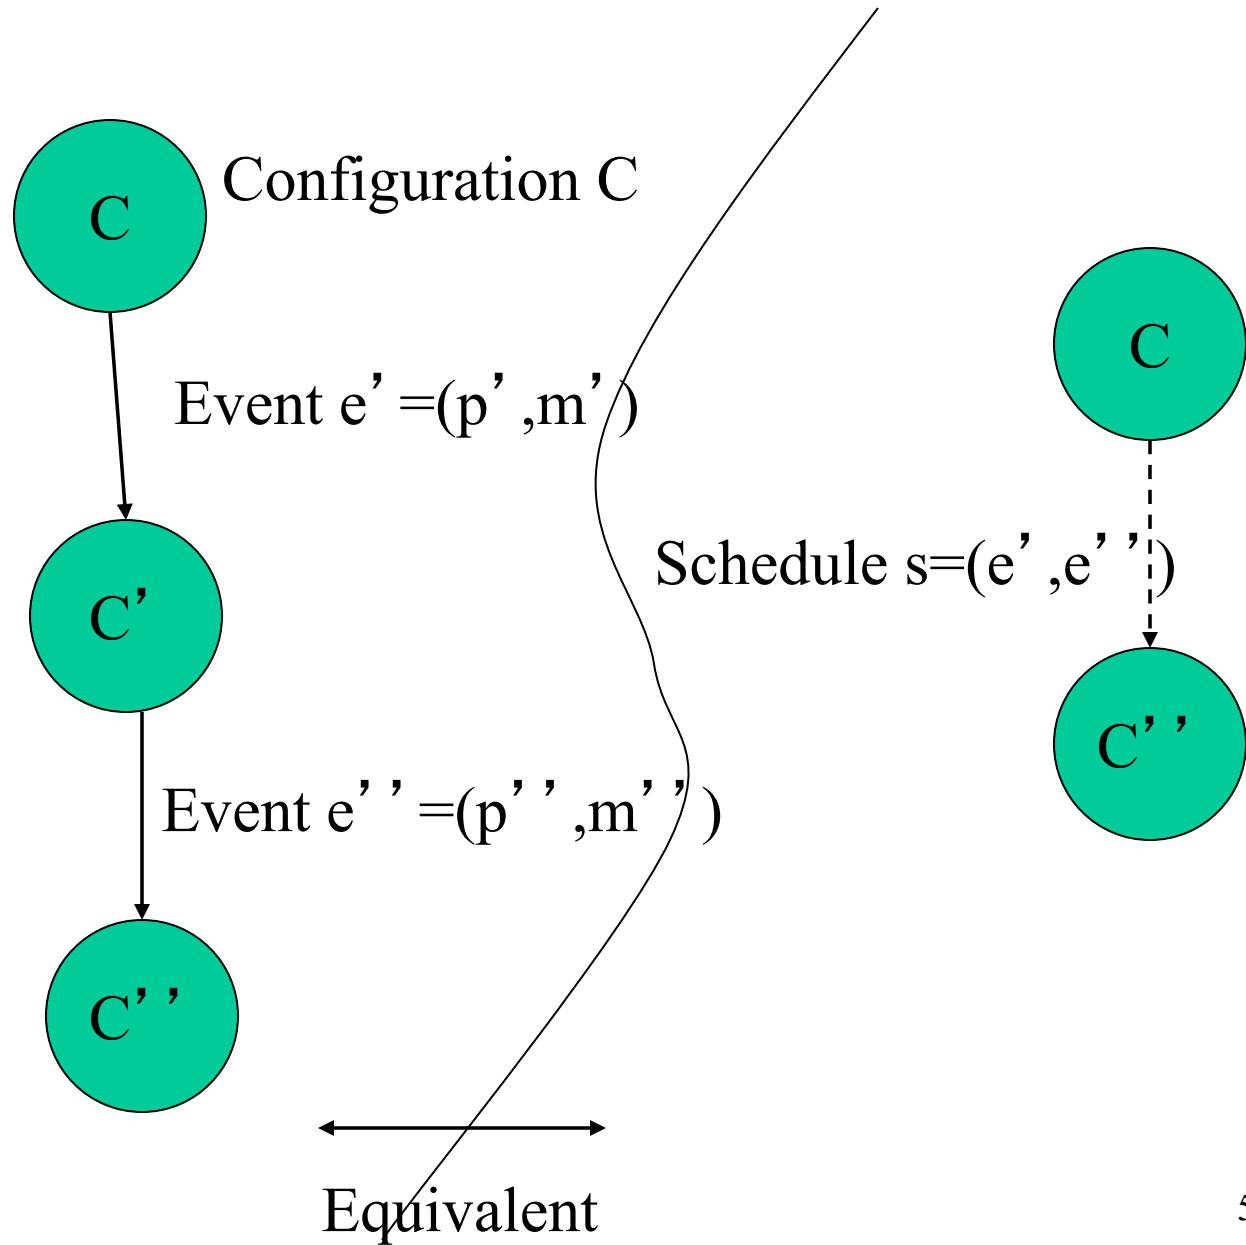 C
Configuration C
Event e’=(p’,m’)
C’
Event e’’=(p’’,m’’)
C’’
Equivalent
C
Schedule s=(e’,e’’)
C’’